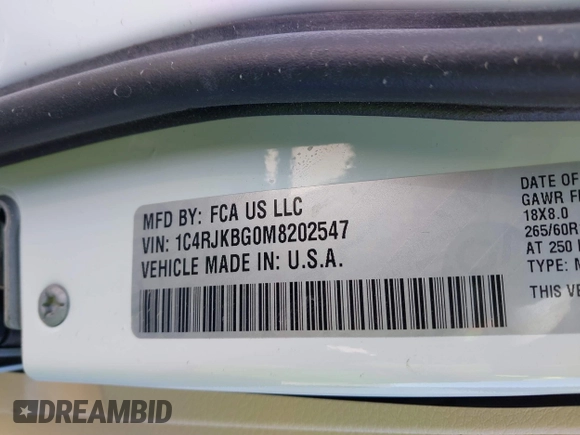 MFD BY: FCA US LLC
VIN: 1C4RJKBG0M8202547
VEHICLE MADE IN: U.S.A.
DATE OF
GAWR F
18X8.0
265/60R
AT 250
TYPE:
THIS VE
DREAMBID